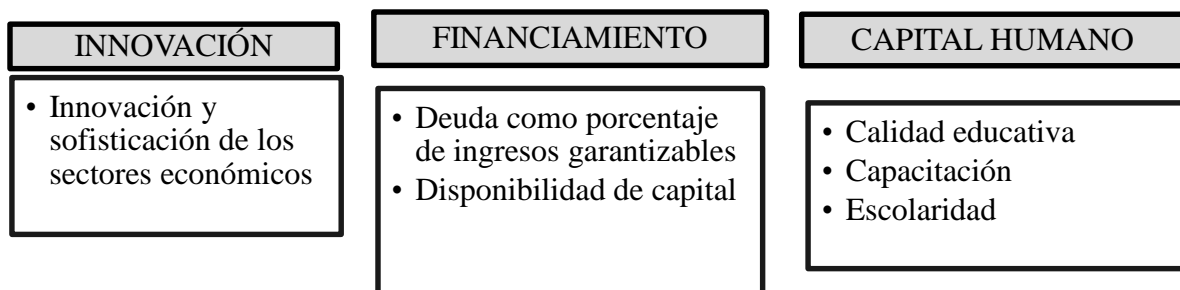 INNOVACIÓN
• Innovación y
sofisticación de los
sectores económicos
FINANCIAMIENTO
• Deuda como porcentaje
de ingresos garantizables
• Disponibilidad de capital
CAPITAL HUMANO
• Calidad educativa
• Capacitación
• Escolaridad